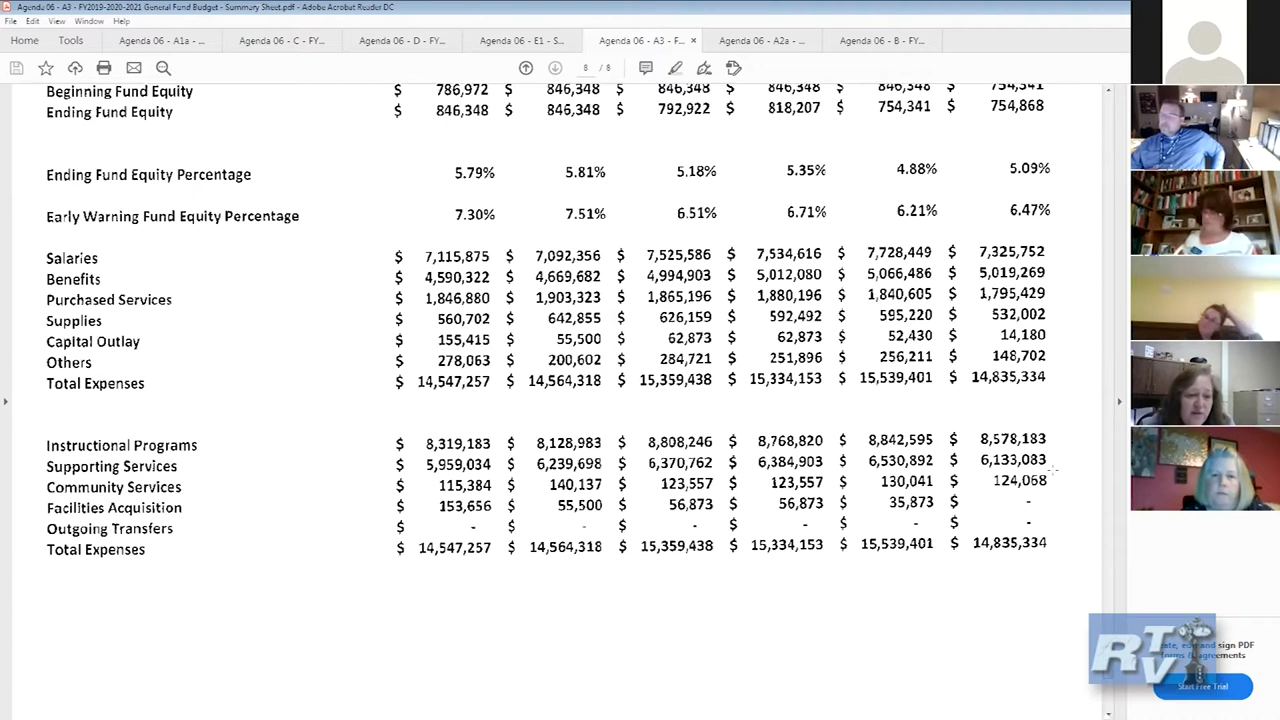 Agenda 06 - A3 - FY2019-2020-2021 General Fund Budget - Summary Sheet.pdf - Adobe Acrobat Reader DC
File Edit View Window Help
Home Tools Agenda 06 - A1a - ... Agenda 06 - C - FY... Agenda 06 - D - FY... Agenda 06 - E1 - S... Agenda 06 - A3 - F... × Agenda 06 - A2a - ... Agenda 06 - B - FY...
8 / 8
Beginning Fund Equity $ 786,972 $ 846,348 $ 846,348 $ 846,348 $ 846,348 $ 754,341
Ending Fund Equity $ 846,348 $ 846,348 $ 792,922 $ 818,207 $ 754,341 $ 754,868
Ending Fund Equity Percentage 5.79% 5.81% 5.18% 5.35% 4.88% 5.09%
Early Warning Fund Equity Percentage 7.30% 7.51% 6.51% 6.71% 6.21% 6.47%
Salaries $ 7,115,875 $ 7,092,356 $ 7,525,586 $ 7,534,616 $ 7,728,449 $ 7,325,752
Benefits $ 4,590,322 $ 4,669,682 $ 4,994,903 $ 5,012,080 $ 5,066,486 $ 5,019,269
Purchased Services $ 1,846,880 $ 1,903,323 $ 1,865,196 $ 1,880,196 $ 1,840,605 $ 1,795,429
Supplies $ 560,702 $ 642,855 $ 626,159 $ 592,492 $ 595,220 $ 532,002
Capital Outlay $ 155,415 $ 55,500 $ 62,873 $ 62,873 $ 52,430 $ 14,180
Others $ 278,063 $ 200,602 $ 284,721 $ 251,896 $ 256,211 $ 148,702
Total Expenses $ 14,547,257 $ 14,564,318 $ 15,359,438 $ 15,334,153 $ 15,539,401 $ 14,835,334
Instructional Programs $ 8,319,183 $ 8,128,983 $ 8,808,246 $ 8,768,820 $ 8,842,595 $ 8,578,183
Supporting Services $ 5,959,034 $ 6,239,698 $ 6,370,762 $ 6,384,903 $ 6,530,892 $ 6,133,083
Community Services $ 115,384 $ 140,137 $ 123,557 $ 123,557 $ 130,041 $ 124,068
Facilities Acquisition $ 153,656 $ 55,500 $ 56,873 $ 56,873 $ 35,873 $ -
Outgoing Transfers $ - $ - $ - $ - $ - $ -
Total Expenses $ 14,547,257 $ 14,564,318 $ 15,359,438 $ 15,334,153 $ 15,539,401 $ 14,835,334
RTV
sign PDF
agreements
Start Free Trial